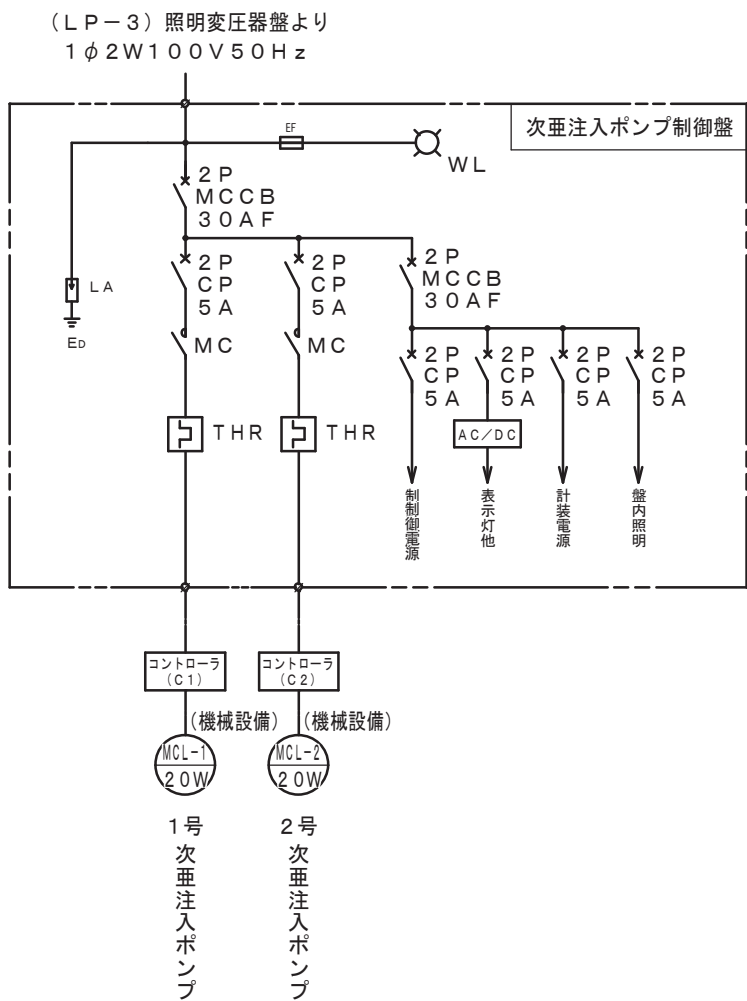 (LP-3)照明変圧器盤より
1φ2W100V50Hz
次亜注入ポンプ制御盤
EF
WL
2P
MCCB
30AF
LA
ED
2P
CP
5A
2P
CP
5A
2P
MCCB
30AF
MC
MC
2P
CP
5A
2P
CP
5A
2P
CP
5A
2P
CP
5A
THR
THR
AC/DC
制制御電源
表示灯他
計装電源
盤内照明
コントローラ
(C1)
コントローラ
(C2)
(機械設備)
(機械設備)
MCL-1
20W
MCL-2
20W
1号
次亜注入ポンプ
2号
次亜注入ポンプ